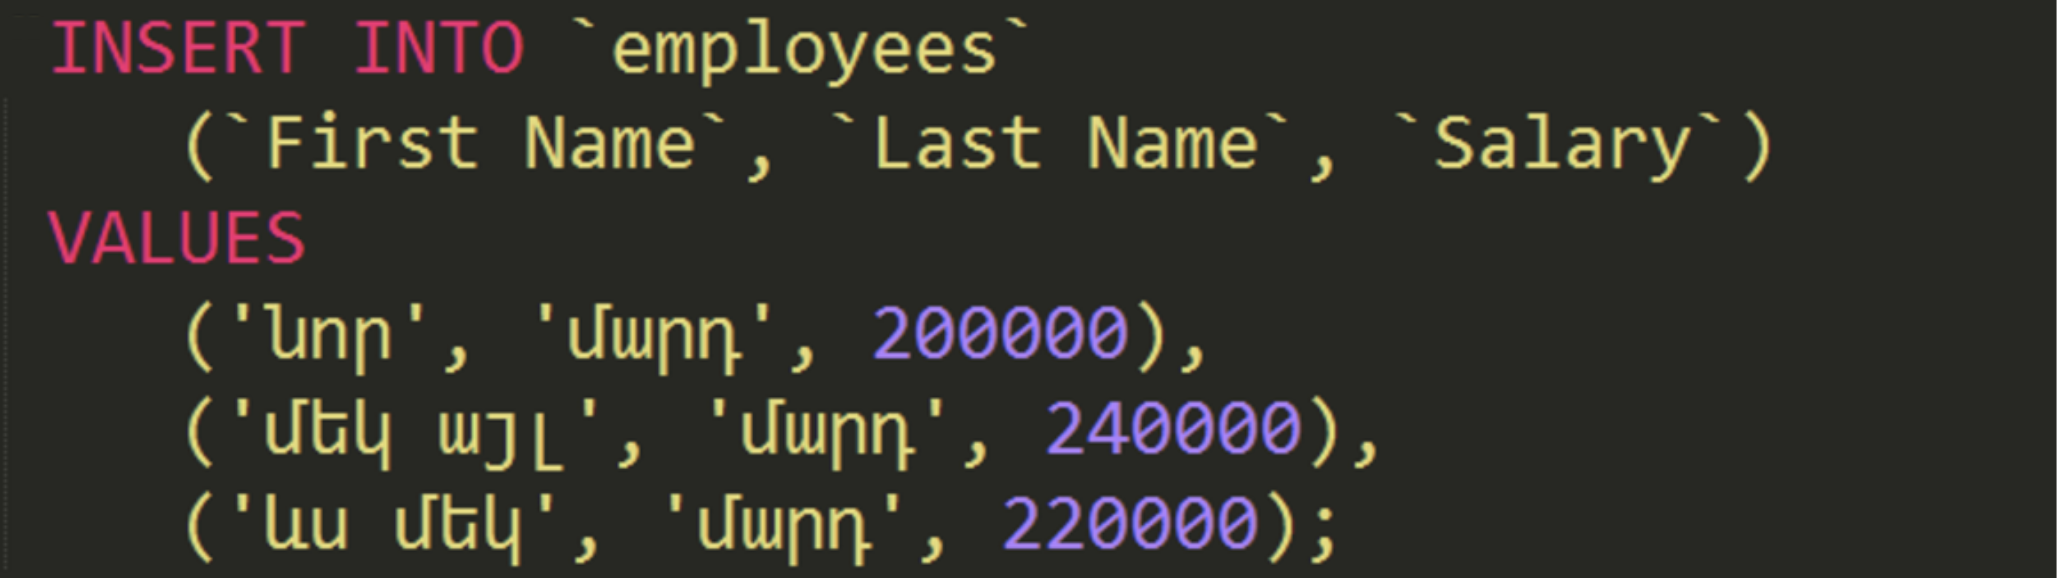 INSERT INTO `employees`
(`First Name`, `Last Name`, `Salary`)
VALUES
('նոր', 'մարդ', 200000),
('մեկ այլ', 'մարդ', 240000),
('ևս մեկ', 'մարդ', 220000);